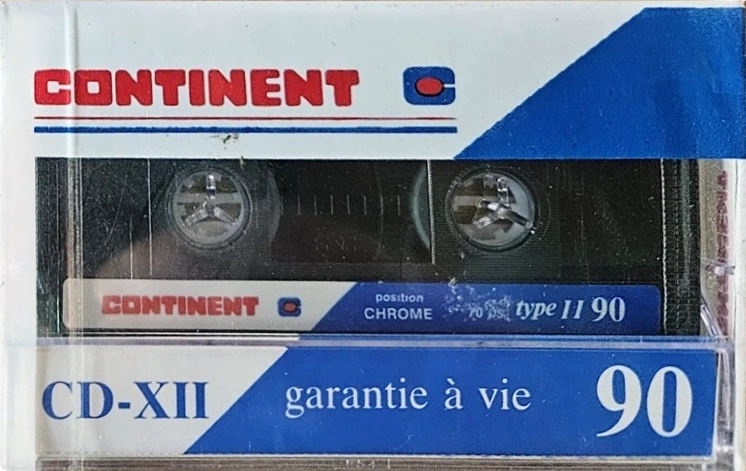 CONTINENT
CONTINENT
position
CHROME
70 µs type II 90
CD-XII garantie à vie 90